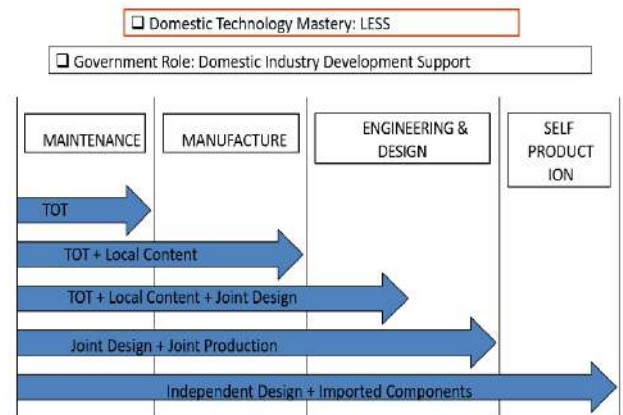 ❑ Domestic Technology Mastery: LESS
❑ Government Role: Domestic Industry Development Support
MAINTENANCE
MANUFACTURE
ENGINEERING &
DESIGN
SELF
PRODUCT
ION
TOT
TOT + Local Content
TOT + Local Content + Joint Design
Joint Design + Joint Production
Independent Design + Imported Components